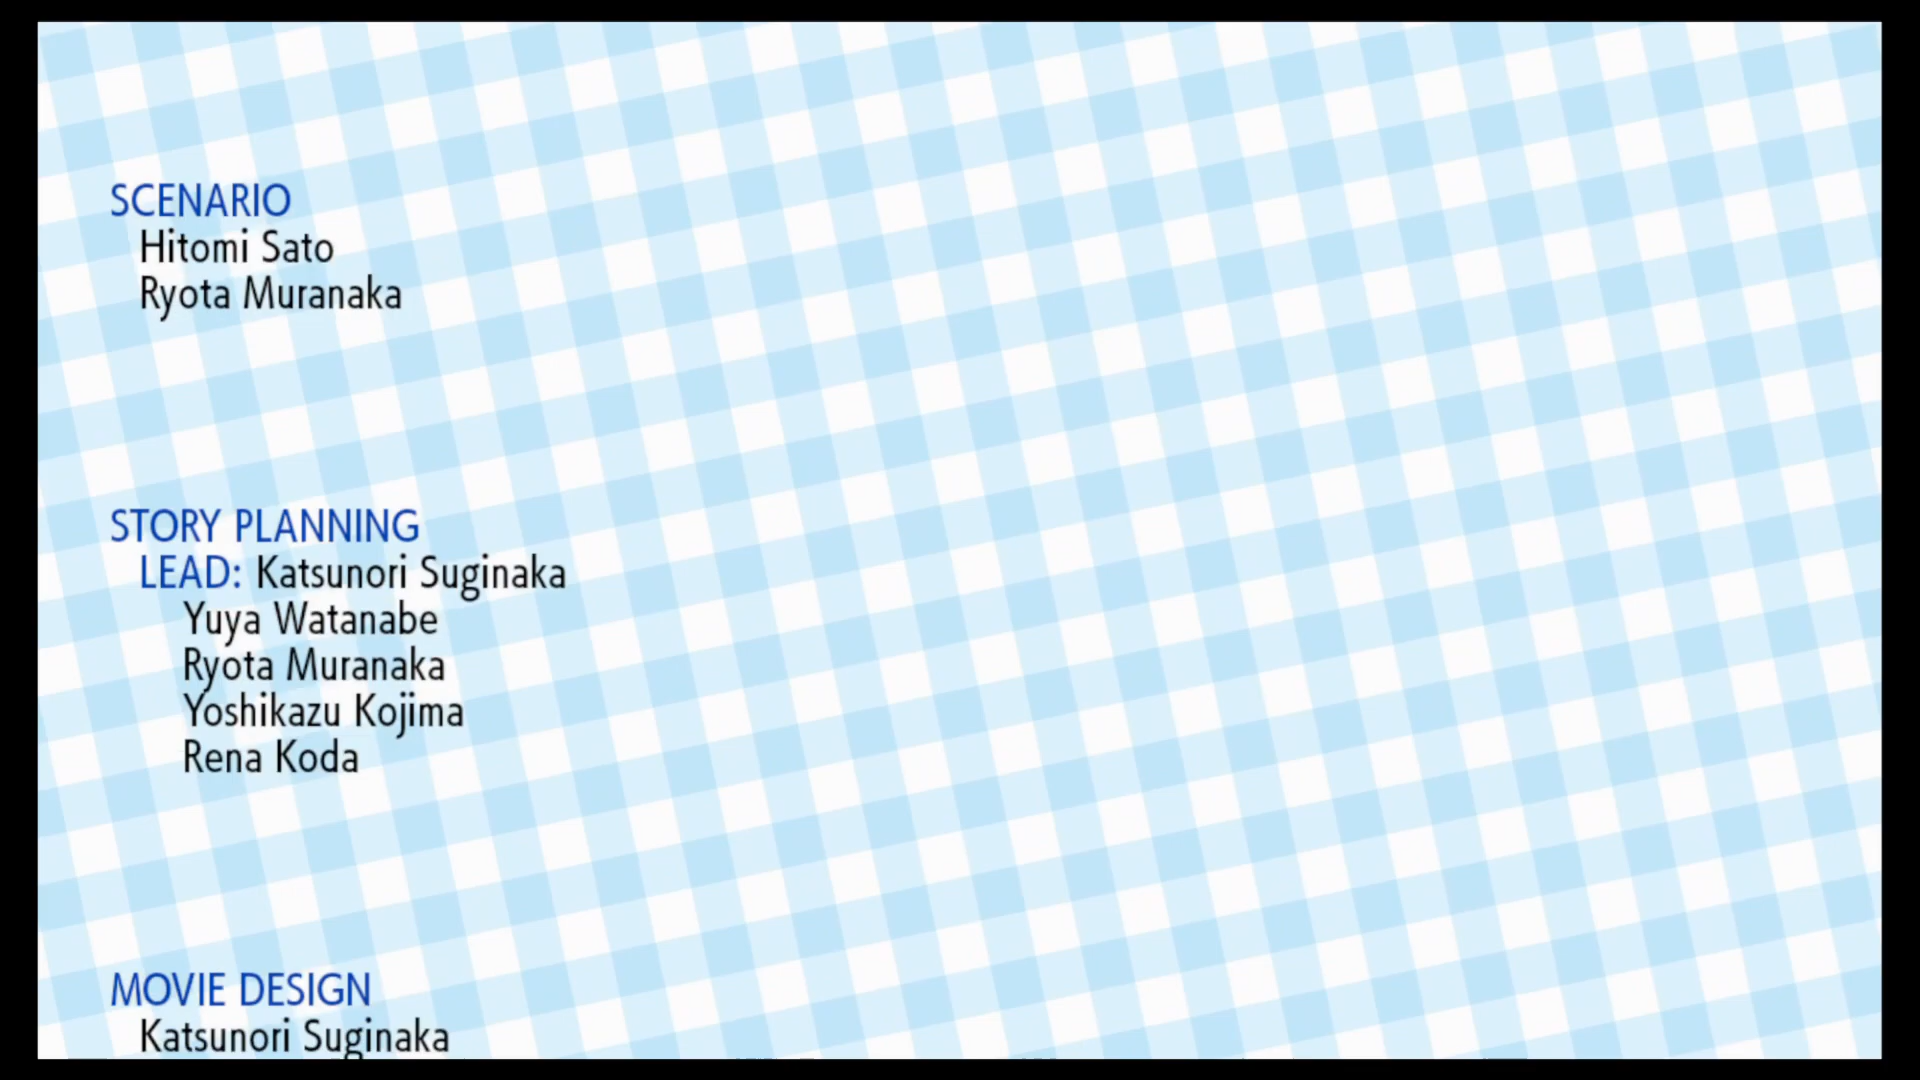 SCENARIO
Hitomi Sato
Ryota Muranaka
STORY PLANNING
LEAD: Katsunori Suginaka
Yuya Watanabe
Ryota Muranaka
Yoshikazu Kojima
Rena Koda
MOVIE DESIGN
Katsunori Suginaka